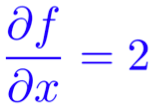 ∂f/∂x = 2